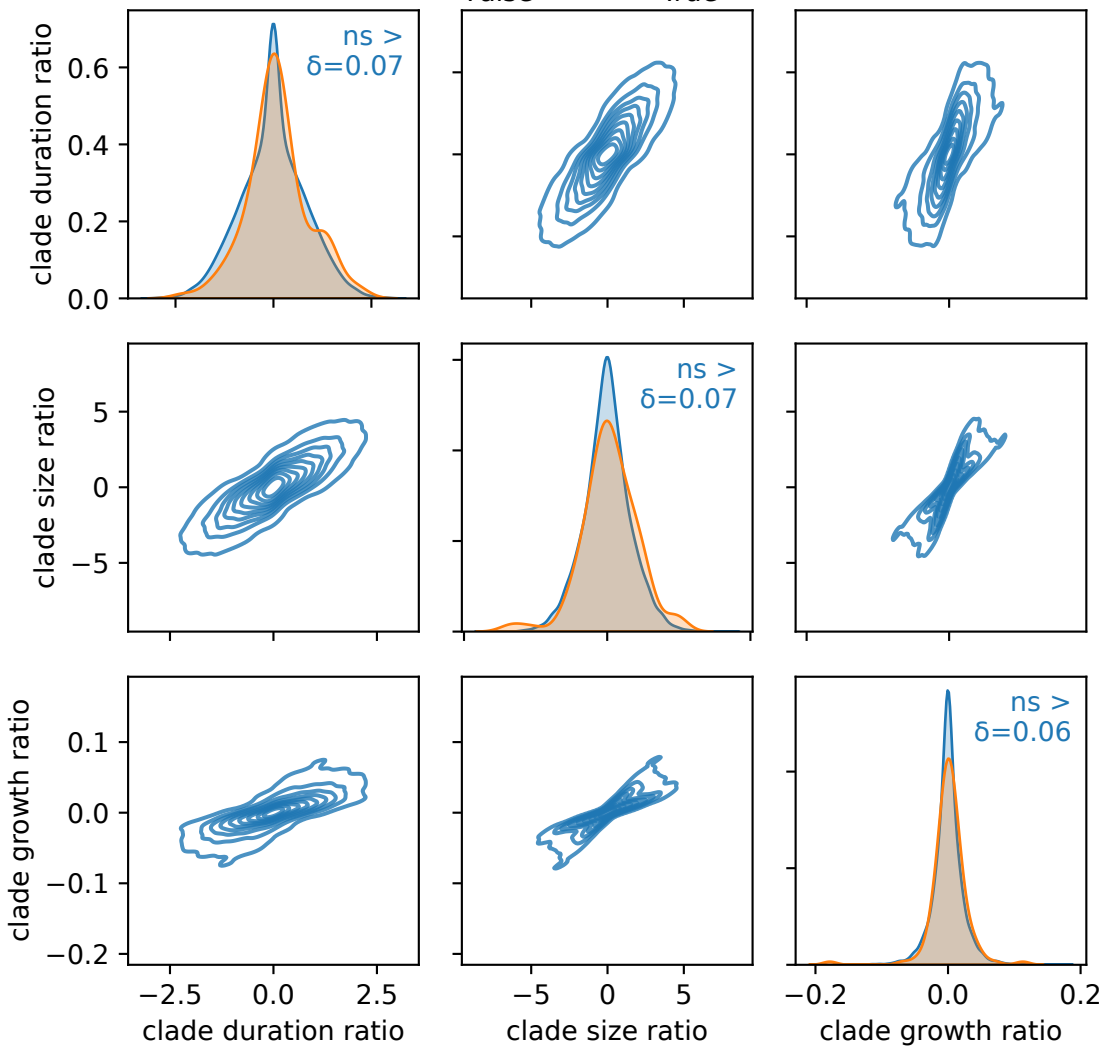 ns >
δ=0.07
clade duration ratio
0.6
0.4
0.2
0.0
ns >
δ=0.07
clade size ratio
5
0
−5
ns >
δ=0.06
clade growth ratio
0.1
0.0
−0.1
−0.2
−2.5 0.0 2.5
−5 0 5
−0.2 0.0 0.2
clade duration ratio
clade size ratio
clade growth ratio